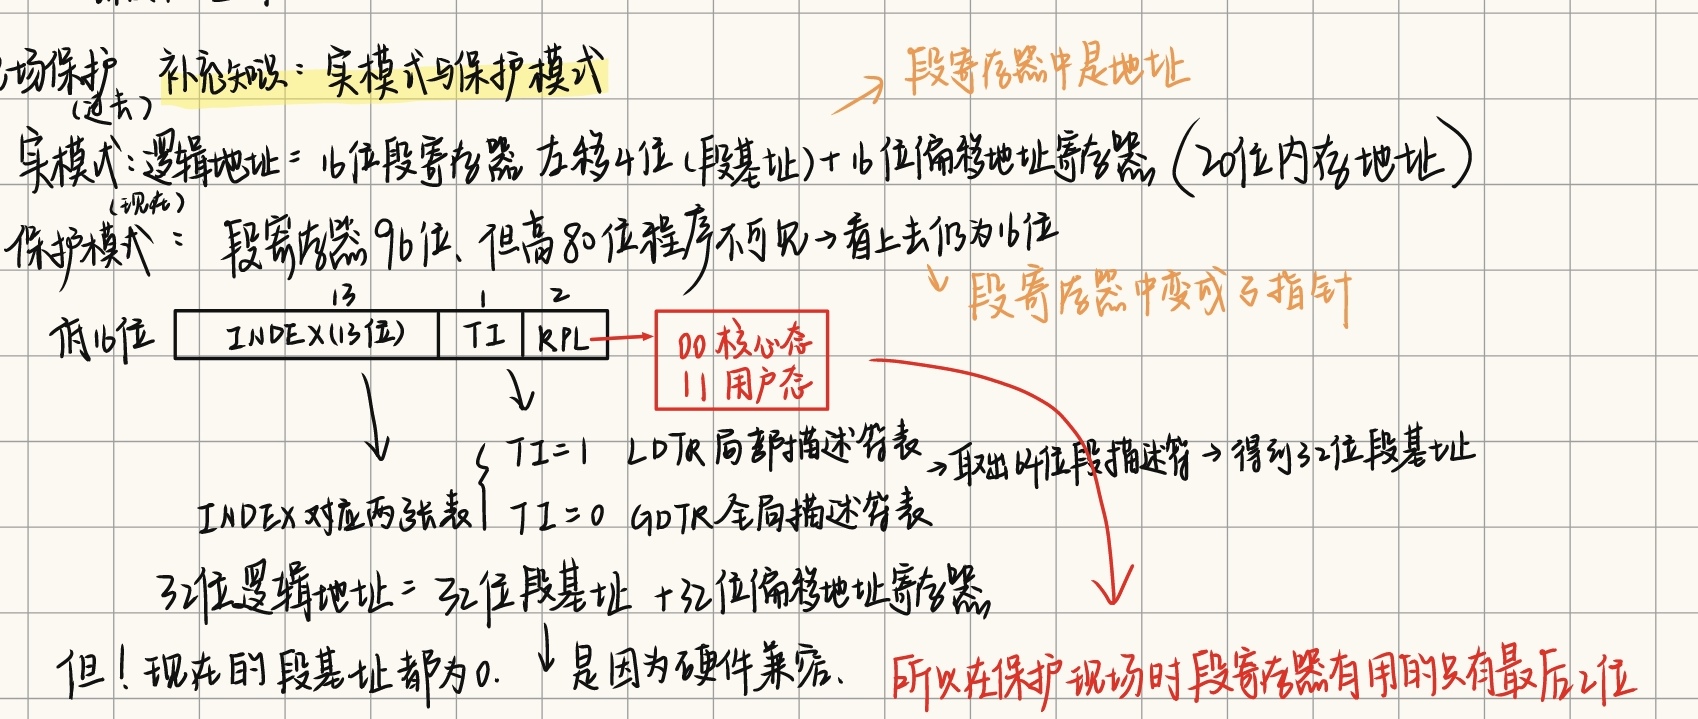 场保护 补充知识：实模式与保护模式
段寄存器中是地址
(过去)
实模式：逻辑地址 = 16位段寄存器左移4位(段基址) + 16位偏移地址寄存器 (20位内存地址)
(现在)
保护模式： 段寄存器96位、但高80位程序不可见→看上去仍为16位
段寄存器中变成了指针
13 1 2
16位 INDEX(13位) TI RPL
00 核心态
11 用户态
TI=1 LDTR 局部描述符表 → 取出64位段描述符 → 得到32位段基址
INDEX对应两张表 TI=0 GDTR 全局描述符表
32位逻辑地址 = 32位段基址 + 32位偏移地址寄存器
但！现在的段基址都为0. 是因为硬件兼容.
所以在保护现场时段寄存器有用的只有最后2位